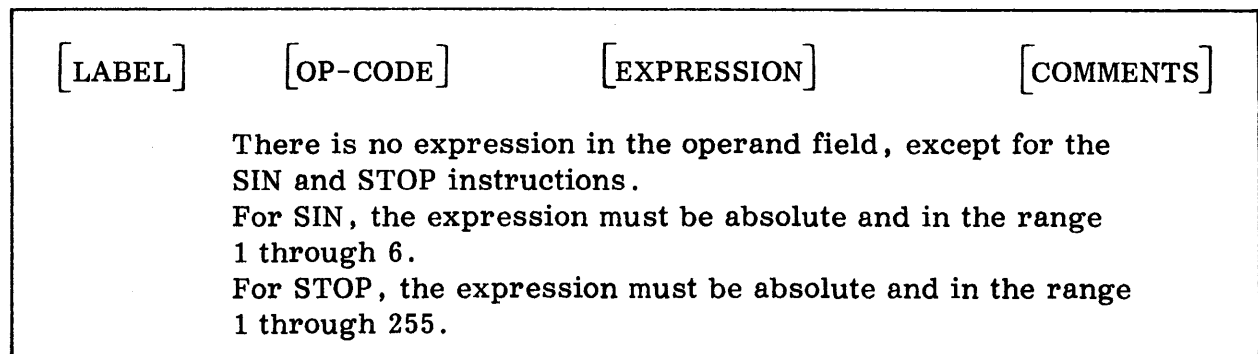 [LABEL] [OP-CODE] [EXPRESSION] [COMMENTS]
There is no expression in the operand field, except for the
SIN and STOP instructions.
For SIN, the expression must be absolute and in the range
1 through 6.
For STOP, the expression must be absolute and in the range
1 through 255.